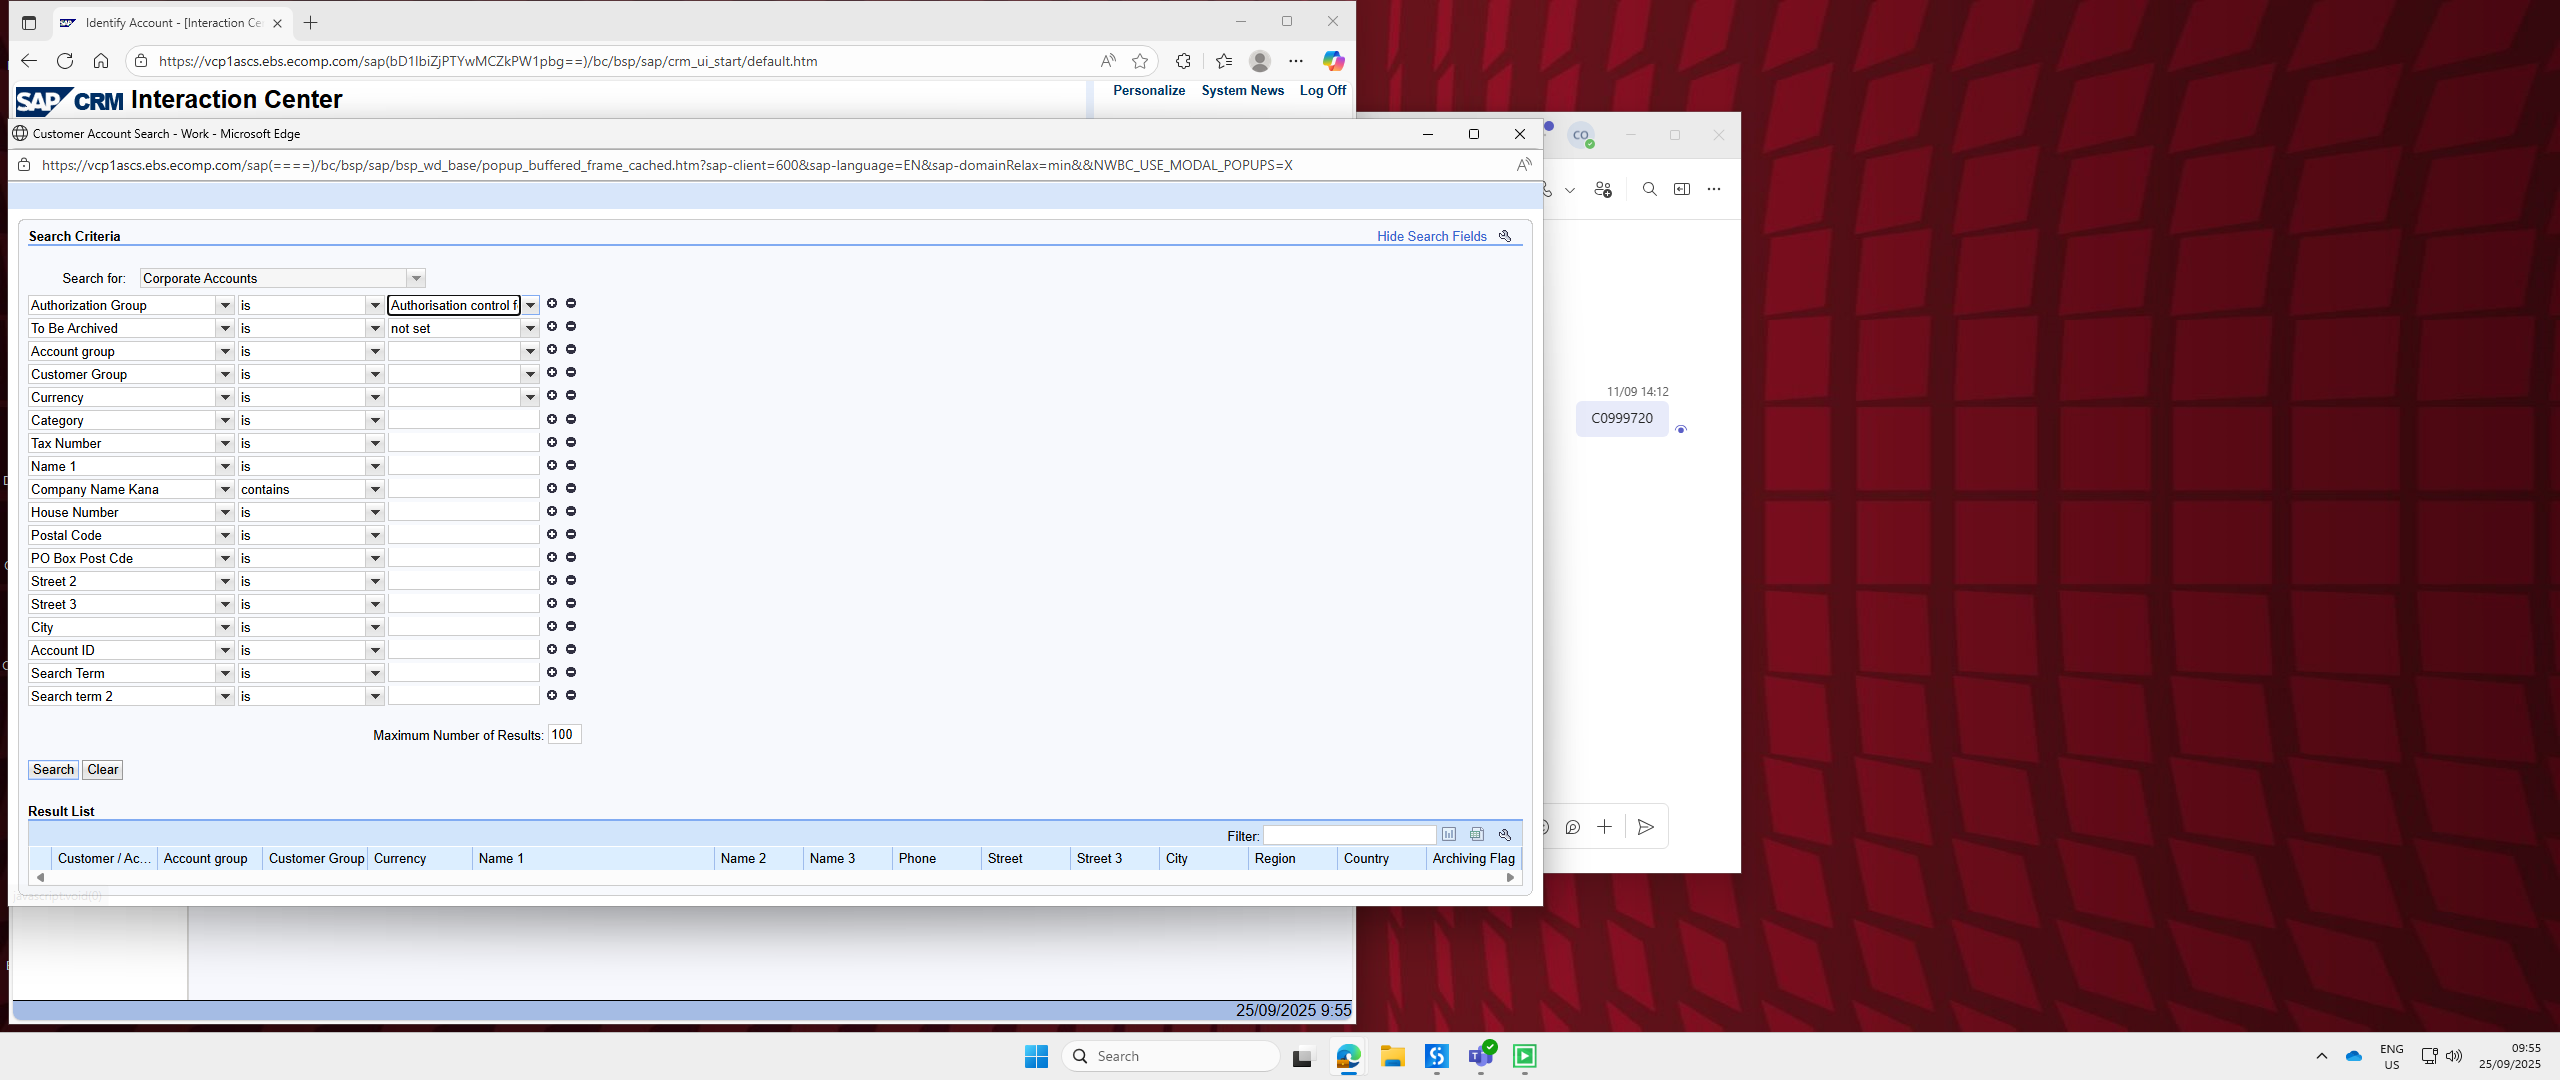 Identify Account - [Interaction Ce
https://vcp1ascs.ebs.ecomp.com/sap(bD1lbiZjPTYwMCZkPW1pbg==)/bc/bsp/sap/crm_ui_start/default.htm
SAP CRM Interaction Center
Personalize System News Log Off
Customer Account Search - Work - Microsoft Edge
https://vcp1ascs.ebs.ecomp.com/sap(====)/bc/bsp/sap/bsp_wd_base/popup_buffered_frame_cached.htm?sap-client=600&sap-language=EN&sap-domainRelax=min&&NWBC_USE_MODAL_POPUPS=X
CO
Search Criteria
Hide Search Fields
Search for: Corporate Accounts
Authorization Group is Authorisation control f
To Be Archived is not set
Account group is
Customer Group is
Currency is
Category is
Tax Number is
Name 1 is
Company Name Kana contains
House Number is
Postal Code is
PO Box Post Cde is
Street 2 is
Street 3 is
City is
Account ID is
Search Term is
Search term 2 is
Maximum Number of Results: 100
Search Clear
11/09 14:12
C0999720
Result List
Filter:
Customer / Ac... Account group Customer Group Currency Name 1 Name 2 Name 3 Phone Street Street 3 City Region Country Archiving Flag
javascript:void(0)
25/09/2025 9:55
Search
ENG
US
09:55
25/09/2025